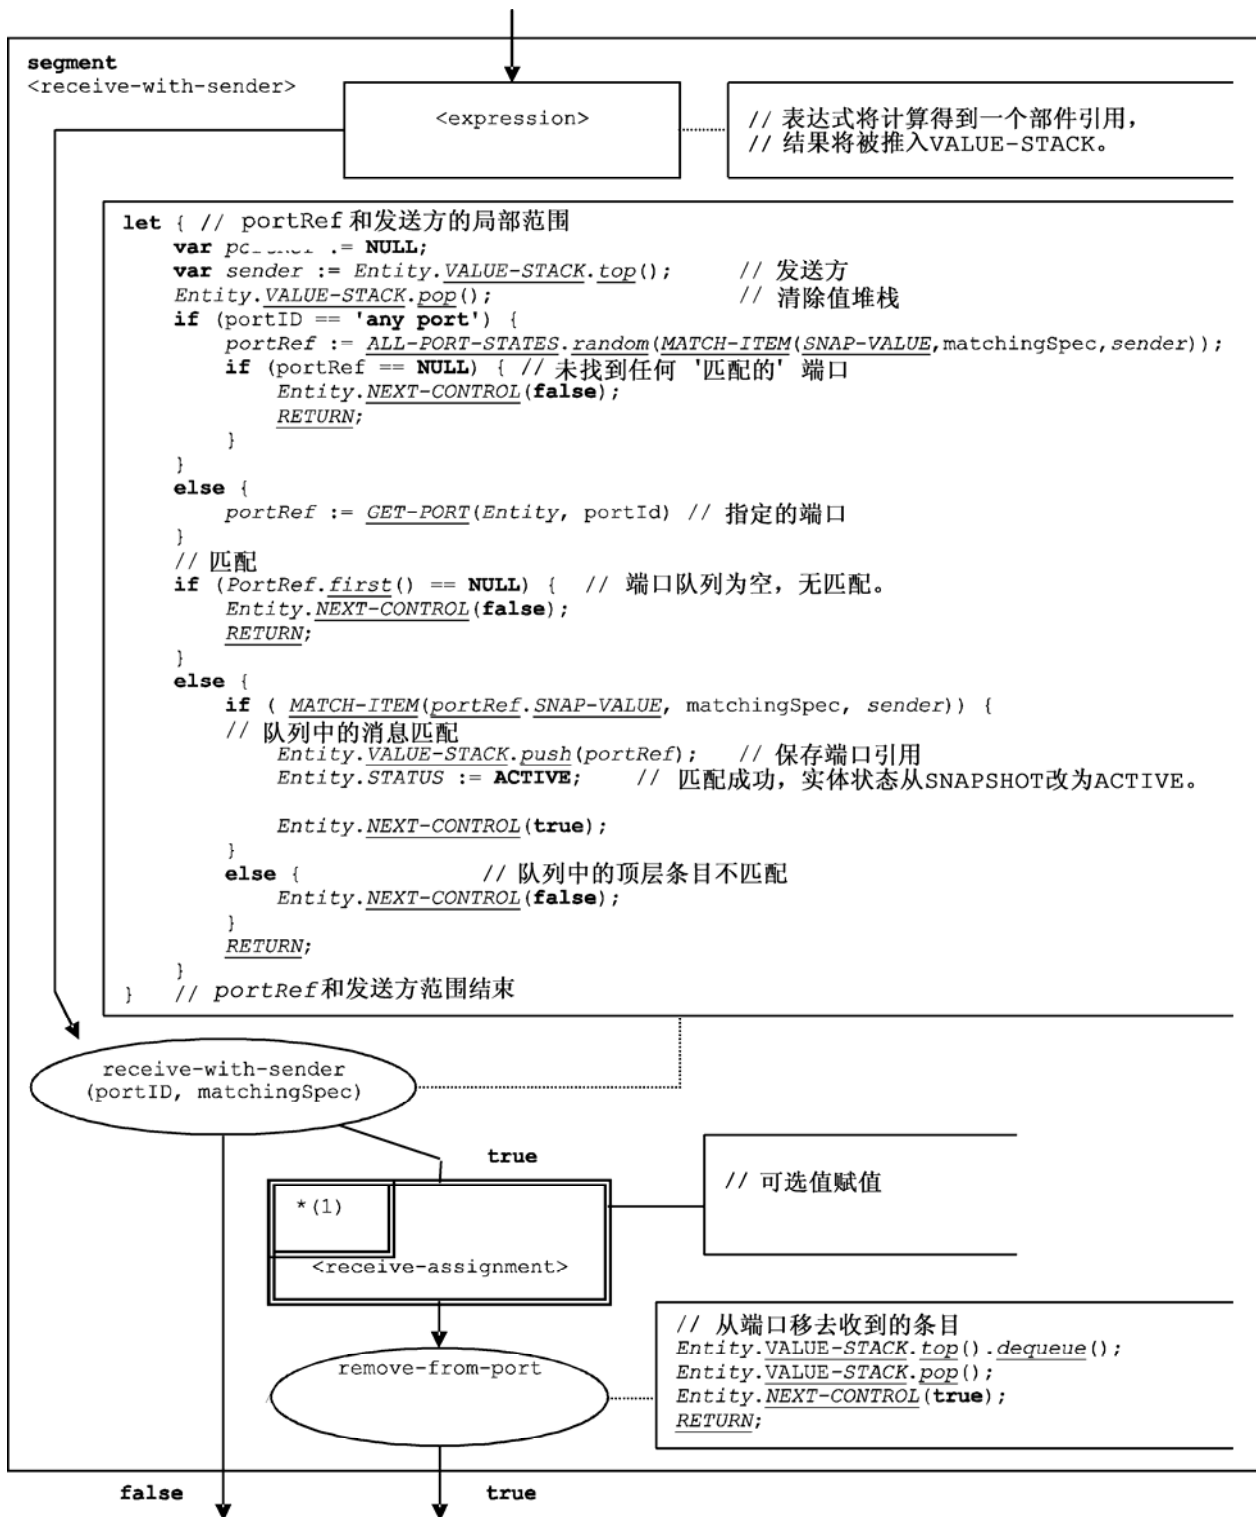 segment
<receive-with-sender>
<expression>
// 表达式将计算得到一个部件引用，
// 结果将被推入VALUE-STACK。
let { // portRef 和发送方的局部范围
var := NULL;
var sender := Entity.VALUE-STACK.top(); // 发送方
Entity.VALUE-STACK.pop(); // 清除值堆栈
if (portID == 'any port') {
portRef := ALL-PORT-STATES.random(MATCH-ITEM(SNAP-VALUE,matchingSpec,sender));
if (portRef == NULL) { // 未找到任何 '匹配的' 端口
Entity.NEXT-CONTROL(false);
RETURN;
}
}
else {
portRef := GET-PORT(Entity, portId) // 指定的端口
}
// 匹配
if (PortRef.first() == NULL) { // 端口队列为空，无匹配。
Entity.NEXT-CONTROL(false);
RETURN;
}
else {
if ( MATCH-ITEM(portRef.SNAP-VALUE, matchingSpec, sender)) {
// 队列中的消息匹配
Entity.VALUE-STACK.push(portRef); // 保存端口引用
Entity.STATUS := ACTIVE; // 匹配成功，实体状态从SNAPSHOT改为ACTIVE。
Entity.NEXT-CONTROL(true);
}
else { // 队列中的顶层条目不匹配
Entity.NEXT-CONTROL(false);
}
RETURN;
}
} // portRef和发送方范围结束
receive-with-sender
(portID, matchingSpec)
true
// 可选值赋值
*(1)
<receive-assignment>
// 从端口移去收到的条目
Entity.VALUE-STACK.top().dequeue();
Entity.VALUE-STACK.pop();
Entity.NEXT-CONTROL(true);
RETURN;
remove-from-port
false
true